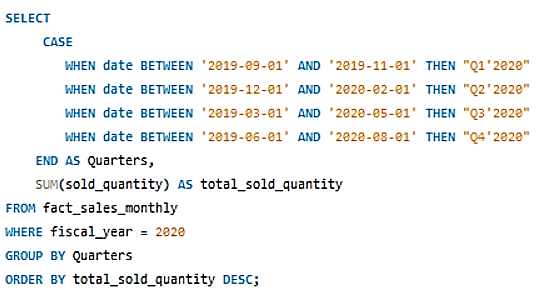 SELECT
CASE
WHEN date BETWEEN '2019-09-01' AND '2019-11-01' THEN "Q1'2020"
WHEN date BETWEEN '2019-12-01' AND '2020-02-01' THEN "Q2'2020"
WHEN date BETWEEN '2019-03-01' AND '2020-05-01' THEN "Q3'2020"
WHEN date BETWEEN '2019-06-01' AND '2020-08-01' THEN "Q4'2020"
END AS Quarters,
SUM(sold_quantity) AS total_sold_quantity
FROM fact_sales_monthly
WHERE fiscal_year = 2020
GROUP BY Quarters
ORDER BY total_sold_quantity DESC;